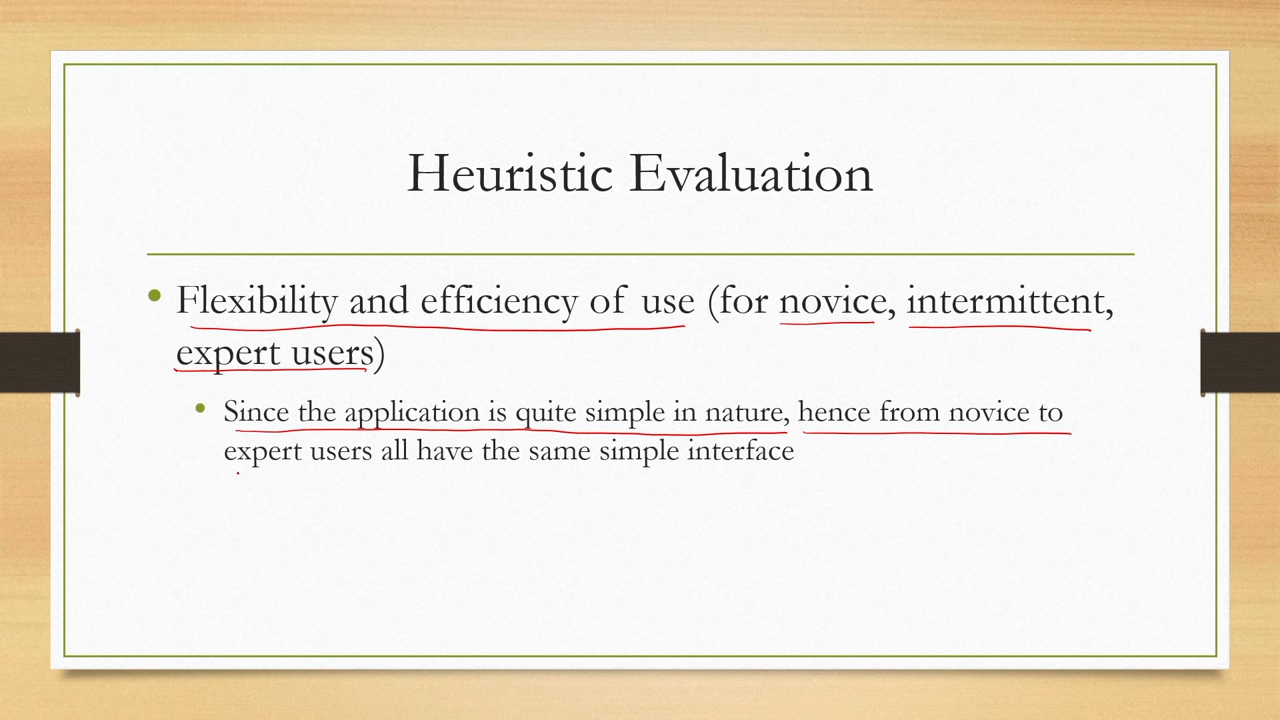 Heuristic Evaluation
• Flexibility and efficiency of use (for novice, intermittent,
expert users)
• Since the application is quite simple in nature, hence from novice to
expert users all have the same simple interface